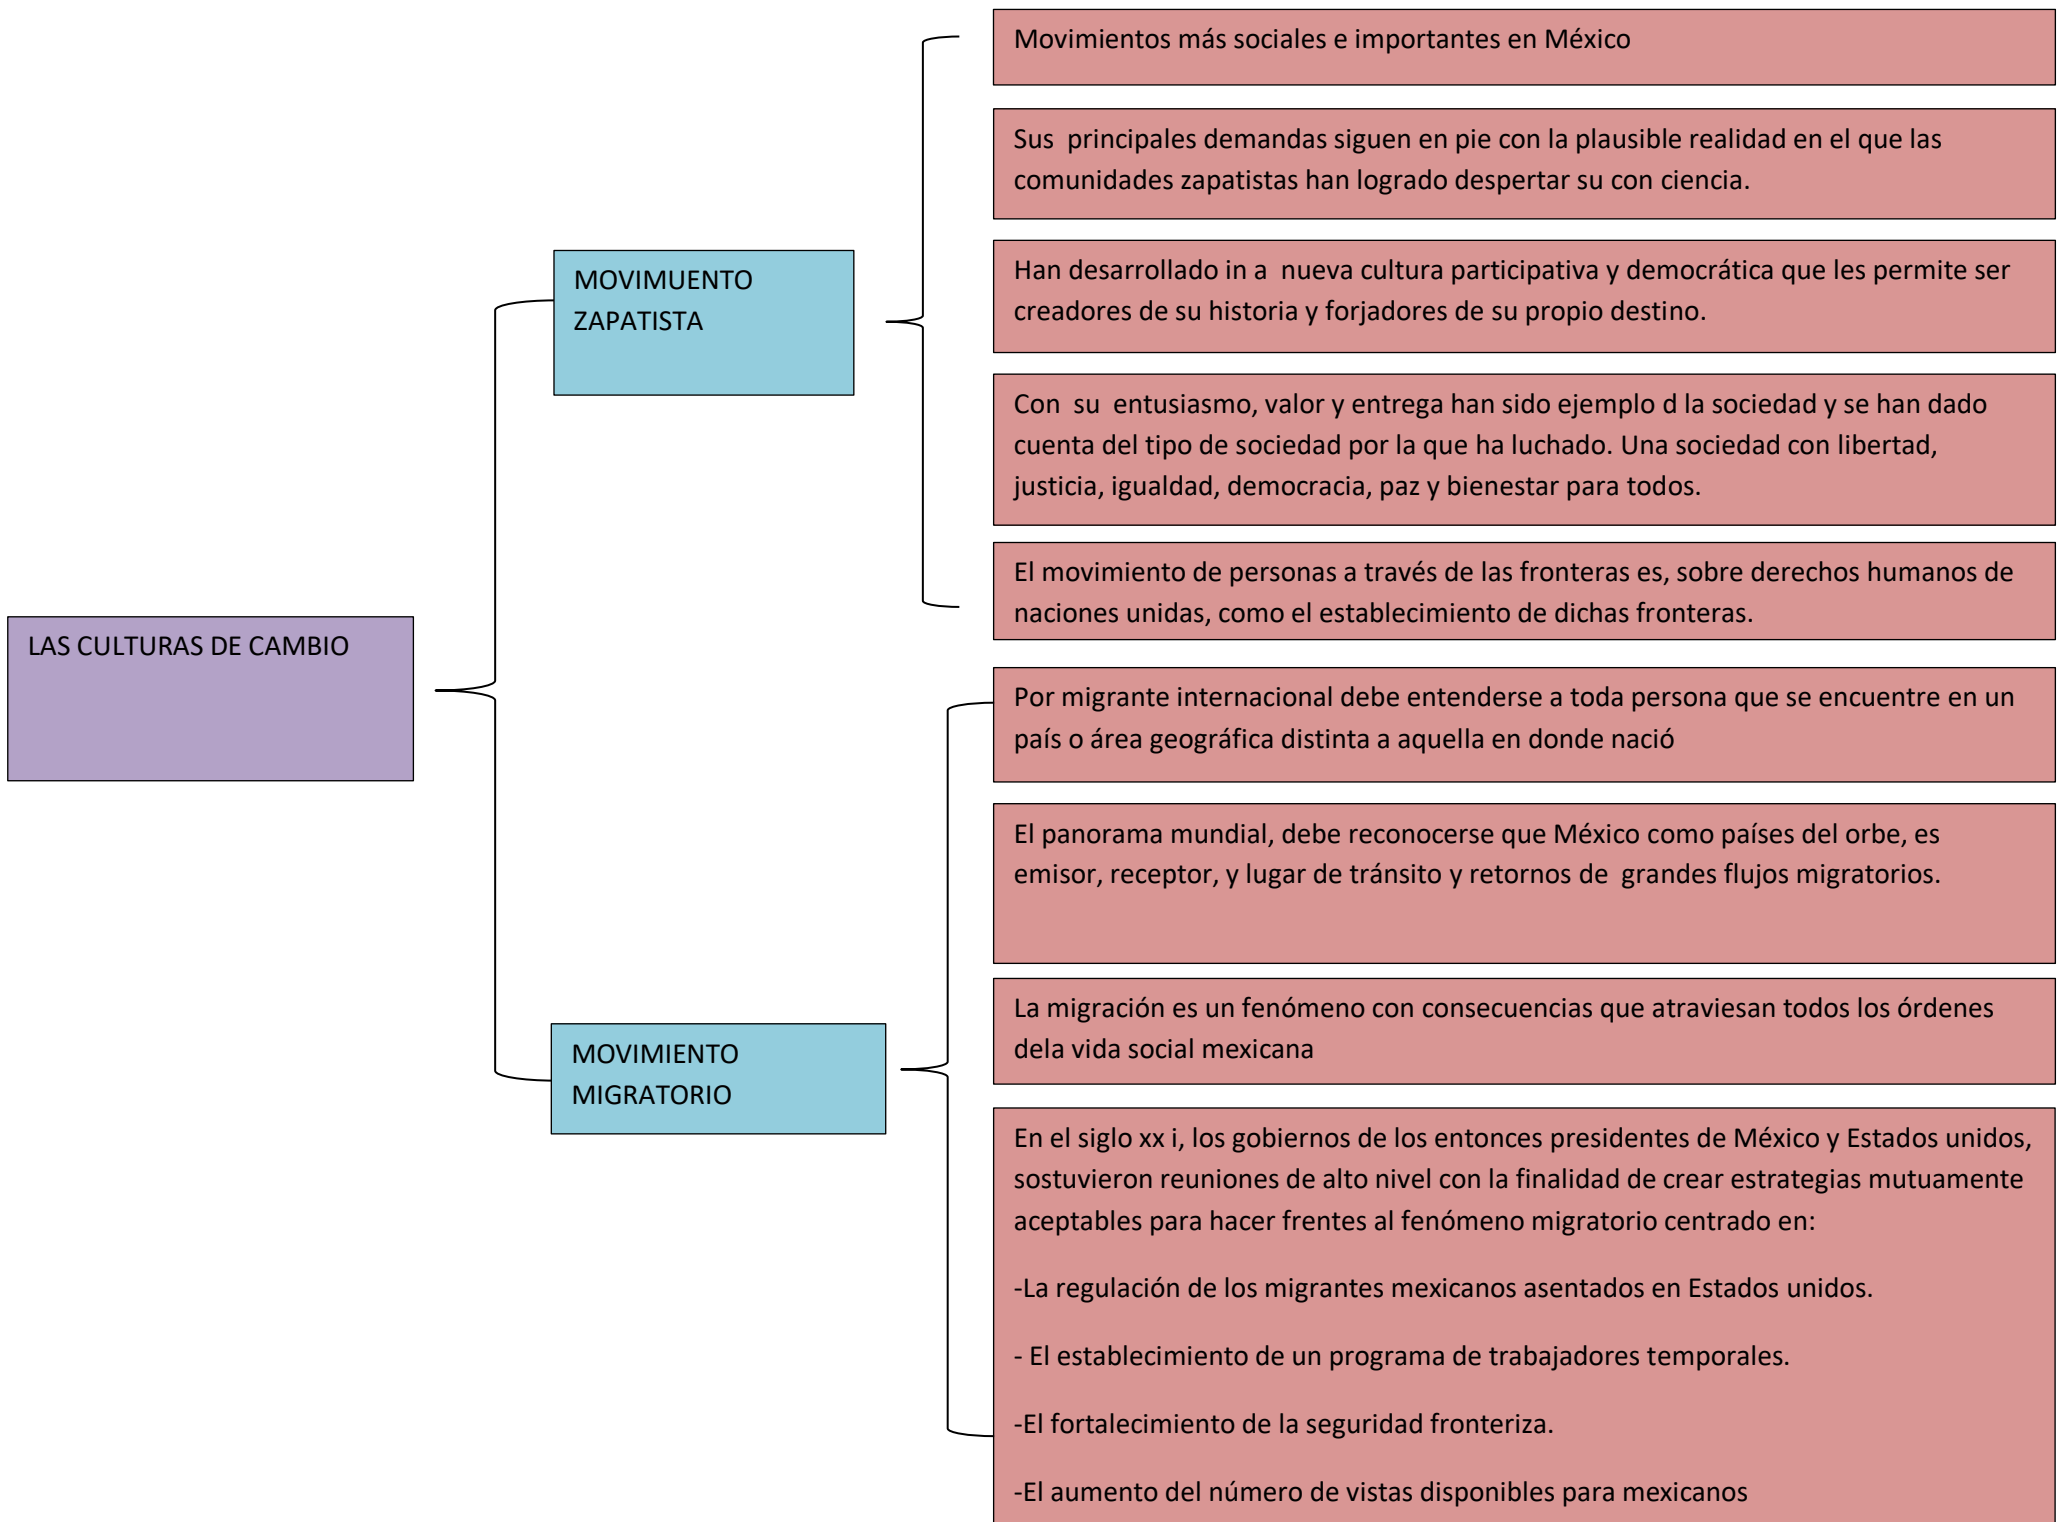 LAS CULTURAS DE CAMBIO
MOVIMUENTO
ZAPATISTA
Movimientos más sociales e importantes en México
Sus  principales demandas siguen en pie con la plausible realidad en el que las
comunidades zapatistas han logrado despertar su con ciencia.
Han desarrollado in a  nueva cultura participativa y democrática que les permite ser
creadores de su historia y forjadores de su propio destino.
Con  su  entusiasmo, valor y entrega han sido ejemplo d la sociedad y se han dado
cuenta del tipo de sociedad por la que ha luchado. Una sociedad con libertad,
justicia, igualdad, democracia, paz y bienestar para todos.
El movimiento de personas a través de las fronteras es, sobre derechos humanos de
naciones unidas, como el establecimiento de dichas fronteras.
MOVIMIENTO
MIGRATORIO
Por migrante internacional debe entenderse a toda persona que se encuentre en un
país o área geográfica distinta a aquella en donde nació
El panorama mundial, debe reconocerse que México como países del orbe, es
emisor, receptor, y lugar de tránsito y retornos de  grandes flujos migratorios.
La migración es un fenómeno con consecuencias que atraviesan todos los órdenes
dela vida social mexicana
En el siglo xx i, los gobiernos de los entonces presidentes de México y Estados unidos,
sostuvieron reuniones de alto nivel con la finalidad de crear estrategias mutuamente
aceptables para hacer frentes al fenómeno migratorio centrado en:
-La regulación de los migrantes mexicanos asentados en Estados unidos.
- El establecimiento de un programa de trabajadores temporales.
-El fortalecimiento de la seguridad fronteriza.
-El aumento del número de vistas disponibles para mexicanos